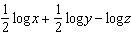 1/2 log x + 1/2 log y − log z